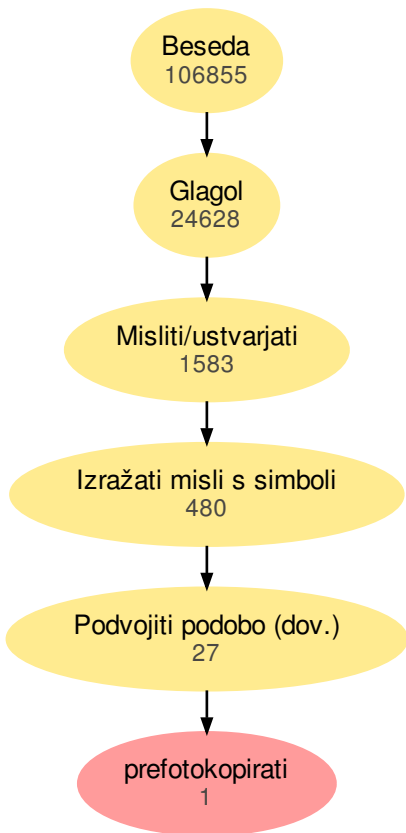 Beseda
106855
Glagol
24628
Misliti/ustvarjati
1583
Izražati misli s simboli
480
Podvojiti podobo (dov.)
27
prefotokopirati
1